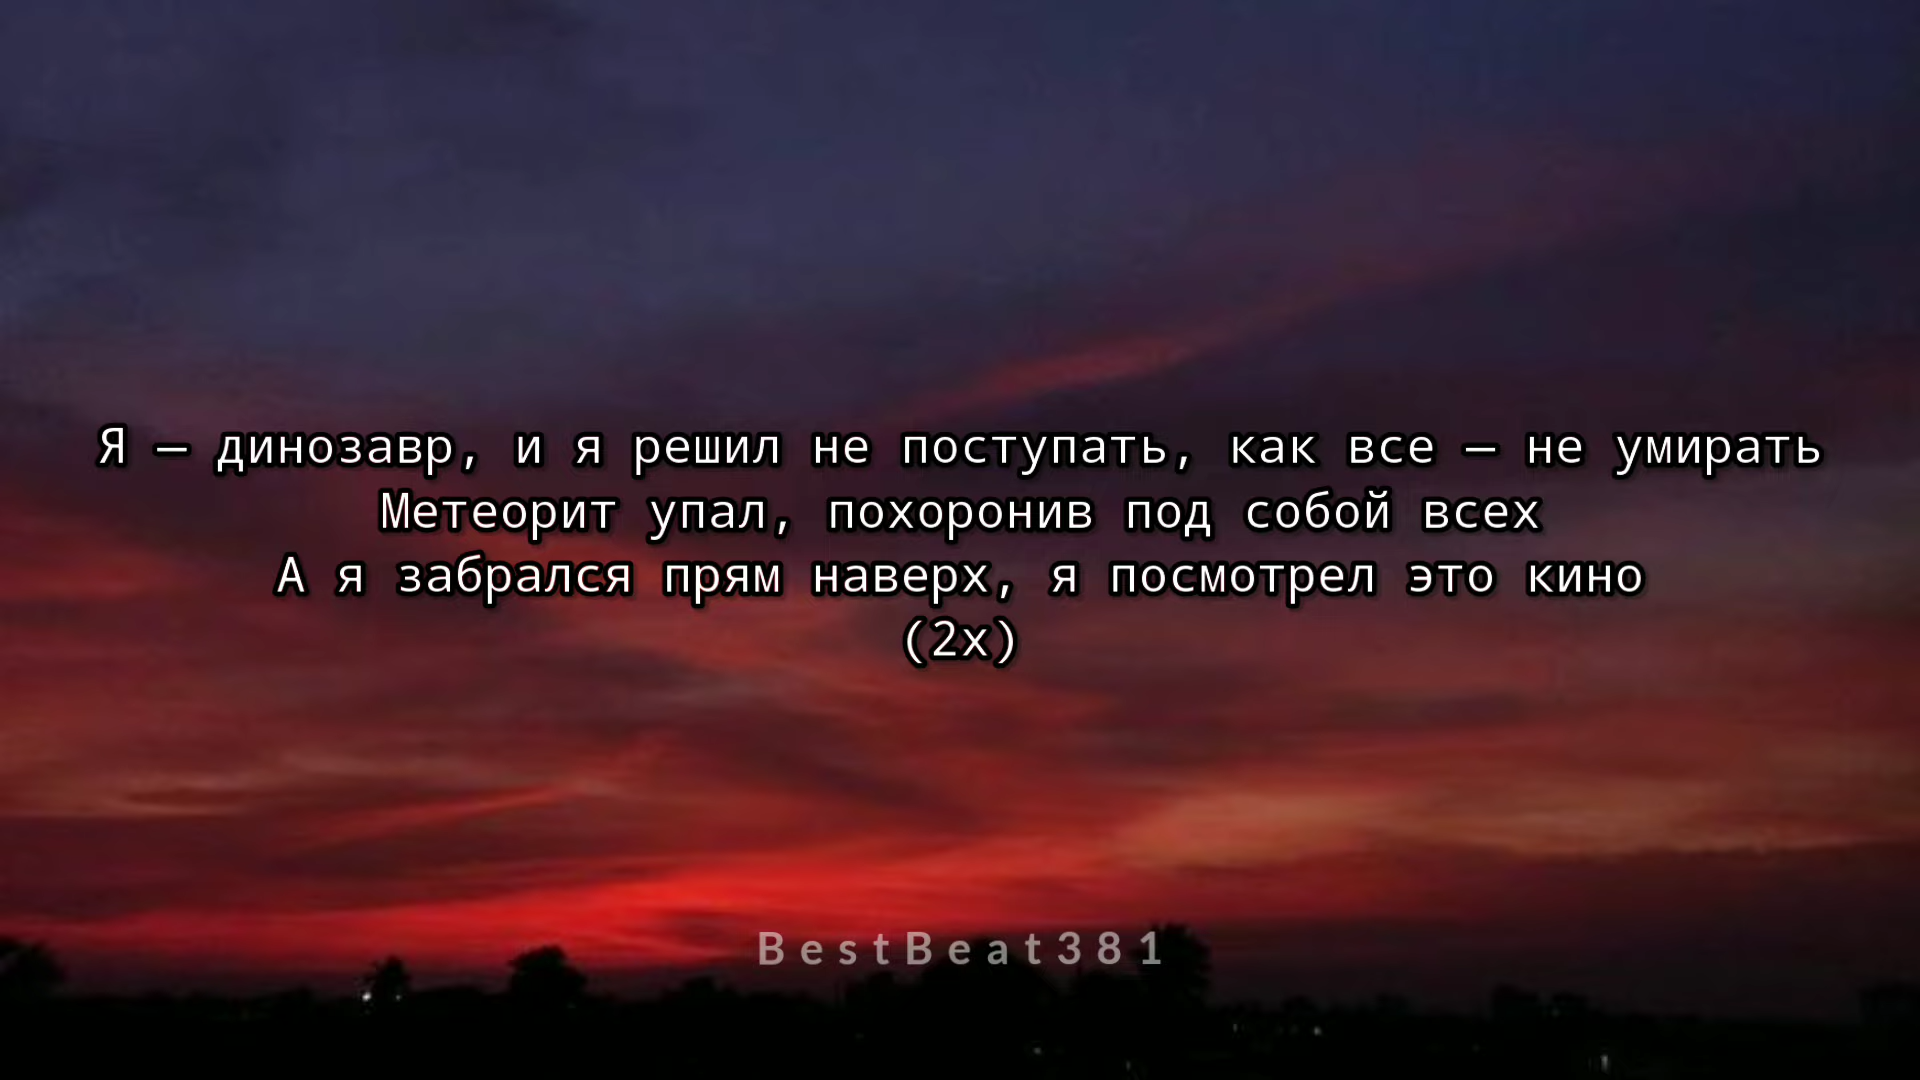 Я — динозавр, и я решил не поступать, как все — не умирать
Метеорит упал, похоронив под собой всех
А я забрался прям наверх, я посмотрел это кино
(2x)
BestBeat381